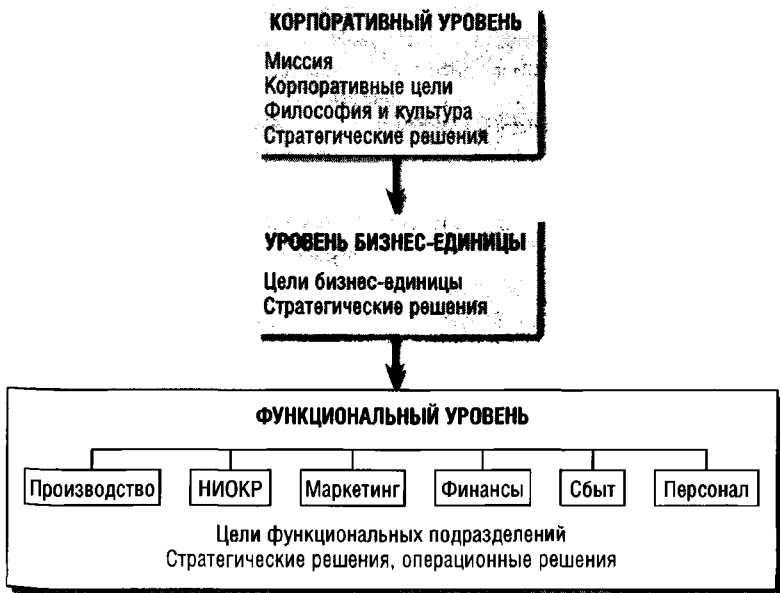 КОРПОРАТИВНЫЙ УРОВЕНЬ
Миссия
Корпоративные цели
Философия и культура
Стратегические решения
УРОВЕНЬ БИЗНЕС-ЕДИНИЦЫ
Цели бизнес-единицы
Стратегические решения
ФУНКЦИОНАЛЬНЫЙ УРОВЕНЬ
Производство НИОКР Маркетинг Финансы Сбыт Персонал
Цели функциональных подразделений
Стратегические решения, операционные решения